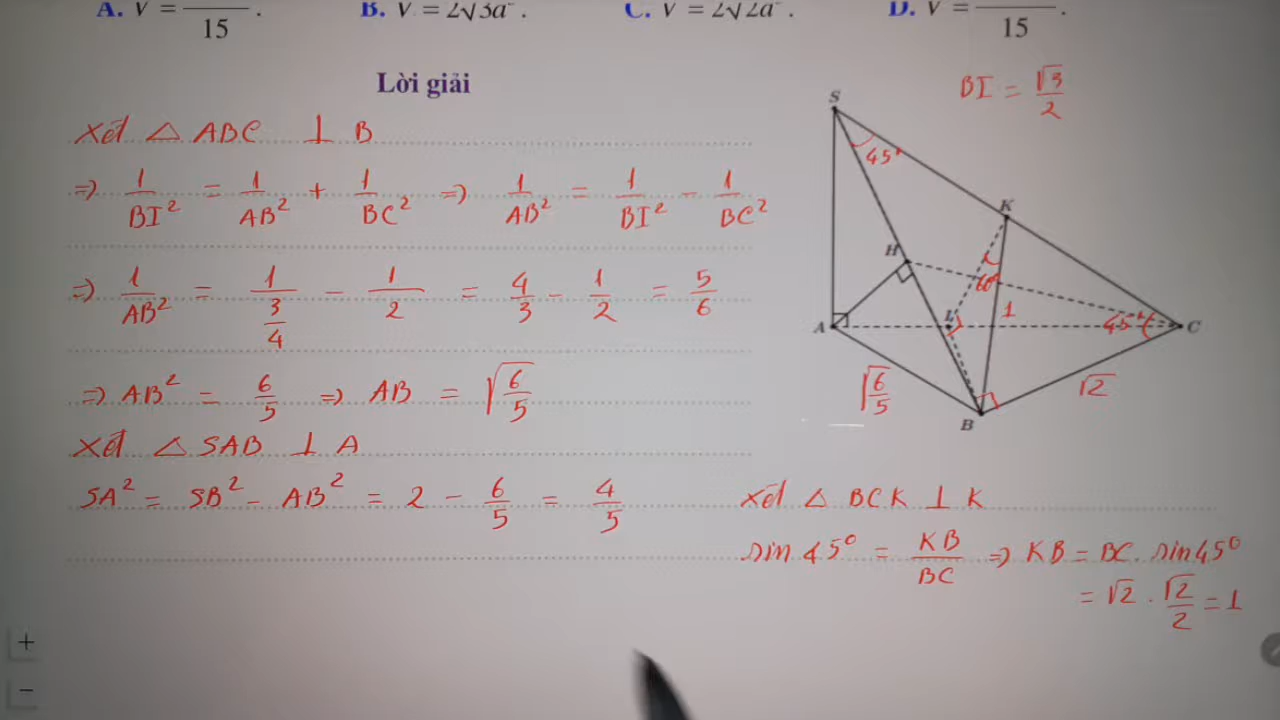 A. V = 15 .
B. V = 2√3a .
C. V = 2√2a .
D. V = 15 .
Lời giải
BI = √3/2
Xét △ ABC ⊥ B
=> 1/BI² = 1/AB² + 1/BC² => 1/AB² = 1/BI² - 1/BC²
=> 1/AB² = 1/(3/4) - 1/2 = 4/3 - 1/2 = 5/6
=> AB² = 6/5 => AB = √(6/5)
Xét △ SAB ⊥ A
SA² = SB² - AB² = 2 - 6/5 = 4/5
S
45°
K
H
60°
A
I
1
45°
C
√(6/5)
√2
B
Xét △ BCK ⊥ K
sin 45° = KB/BC => KB = BC. sin45°
= √2 . √2/2 = 1
+
−